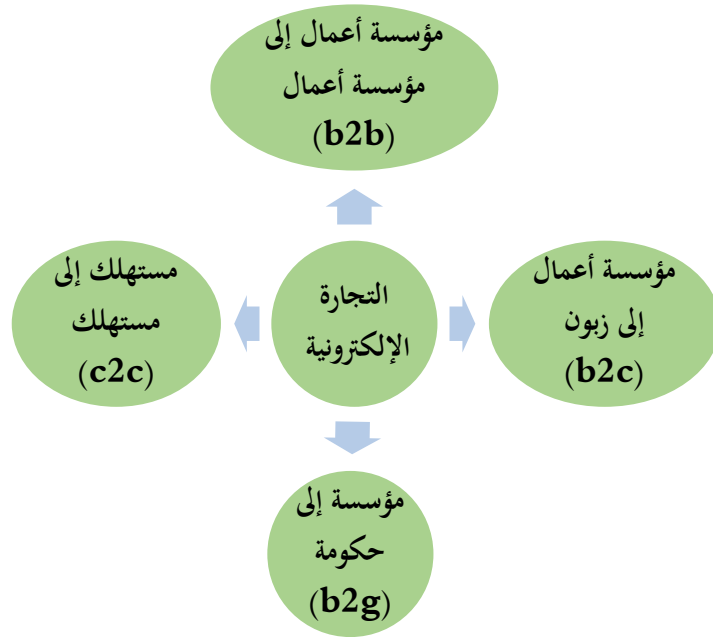 مؤسسة أعمال إلى
مؤسسة أعمال
(b2b)
مؤسسة أعمال
إلى زبون
(b2c)
التجارة
الإلكترونية
مستهلك إلى
مستهلك
(c2c)
مؤسسة إلى
حكومة
(b2g)